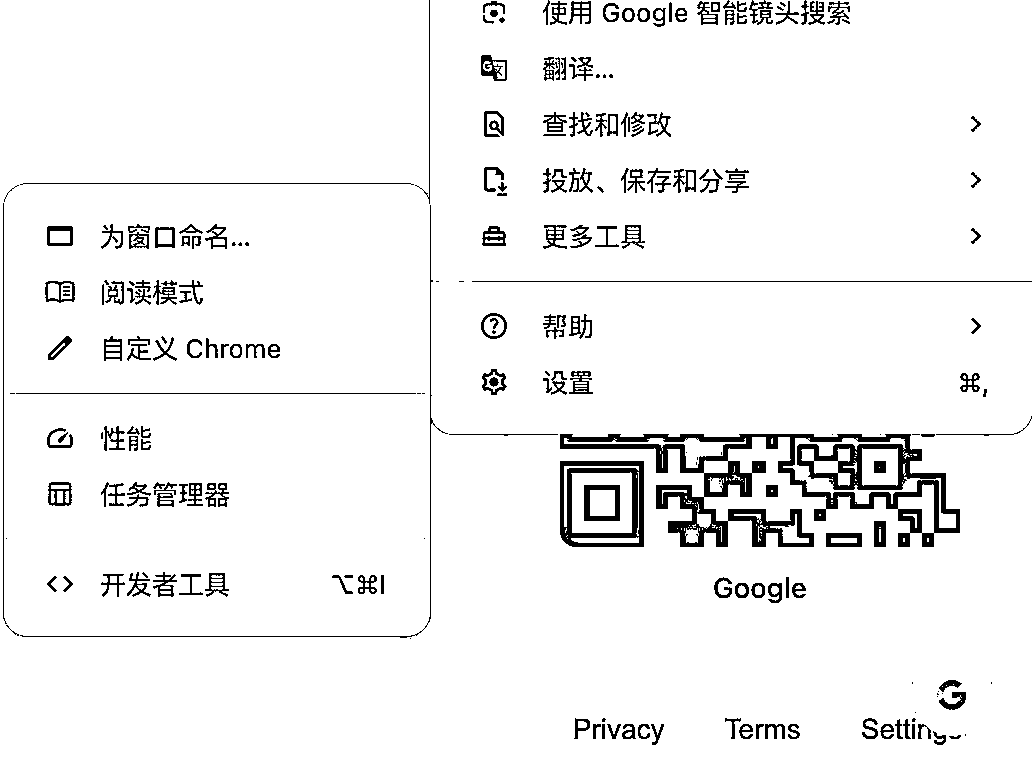 使用 Google 智能镜头搜索
翻译...
查找和修改
投放、保存和分享
更多工具
帮助
设置 ⌘,
为窗口命名...
阅读模式
自定义 Chrome
性能
任务管理器
开发者工具 ⌥⌘I
Google
Privacy Terms Settings